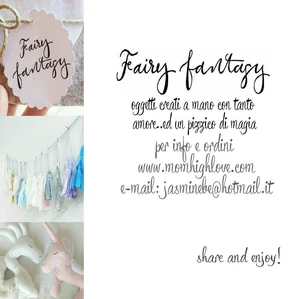 Fairy
fantasy
Fairy fantasy
oggetti creati a mano con tanto
amore..ed un pizzico di magia
per info e ordini
www.momhighlove.com
e-mail: jasminebe@hotmail.it
share and enjoy!